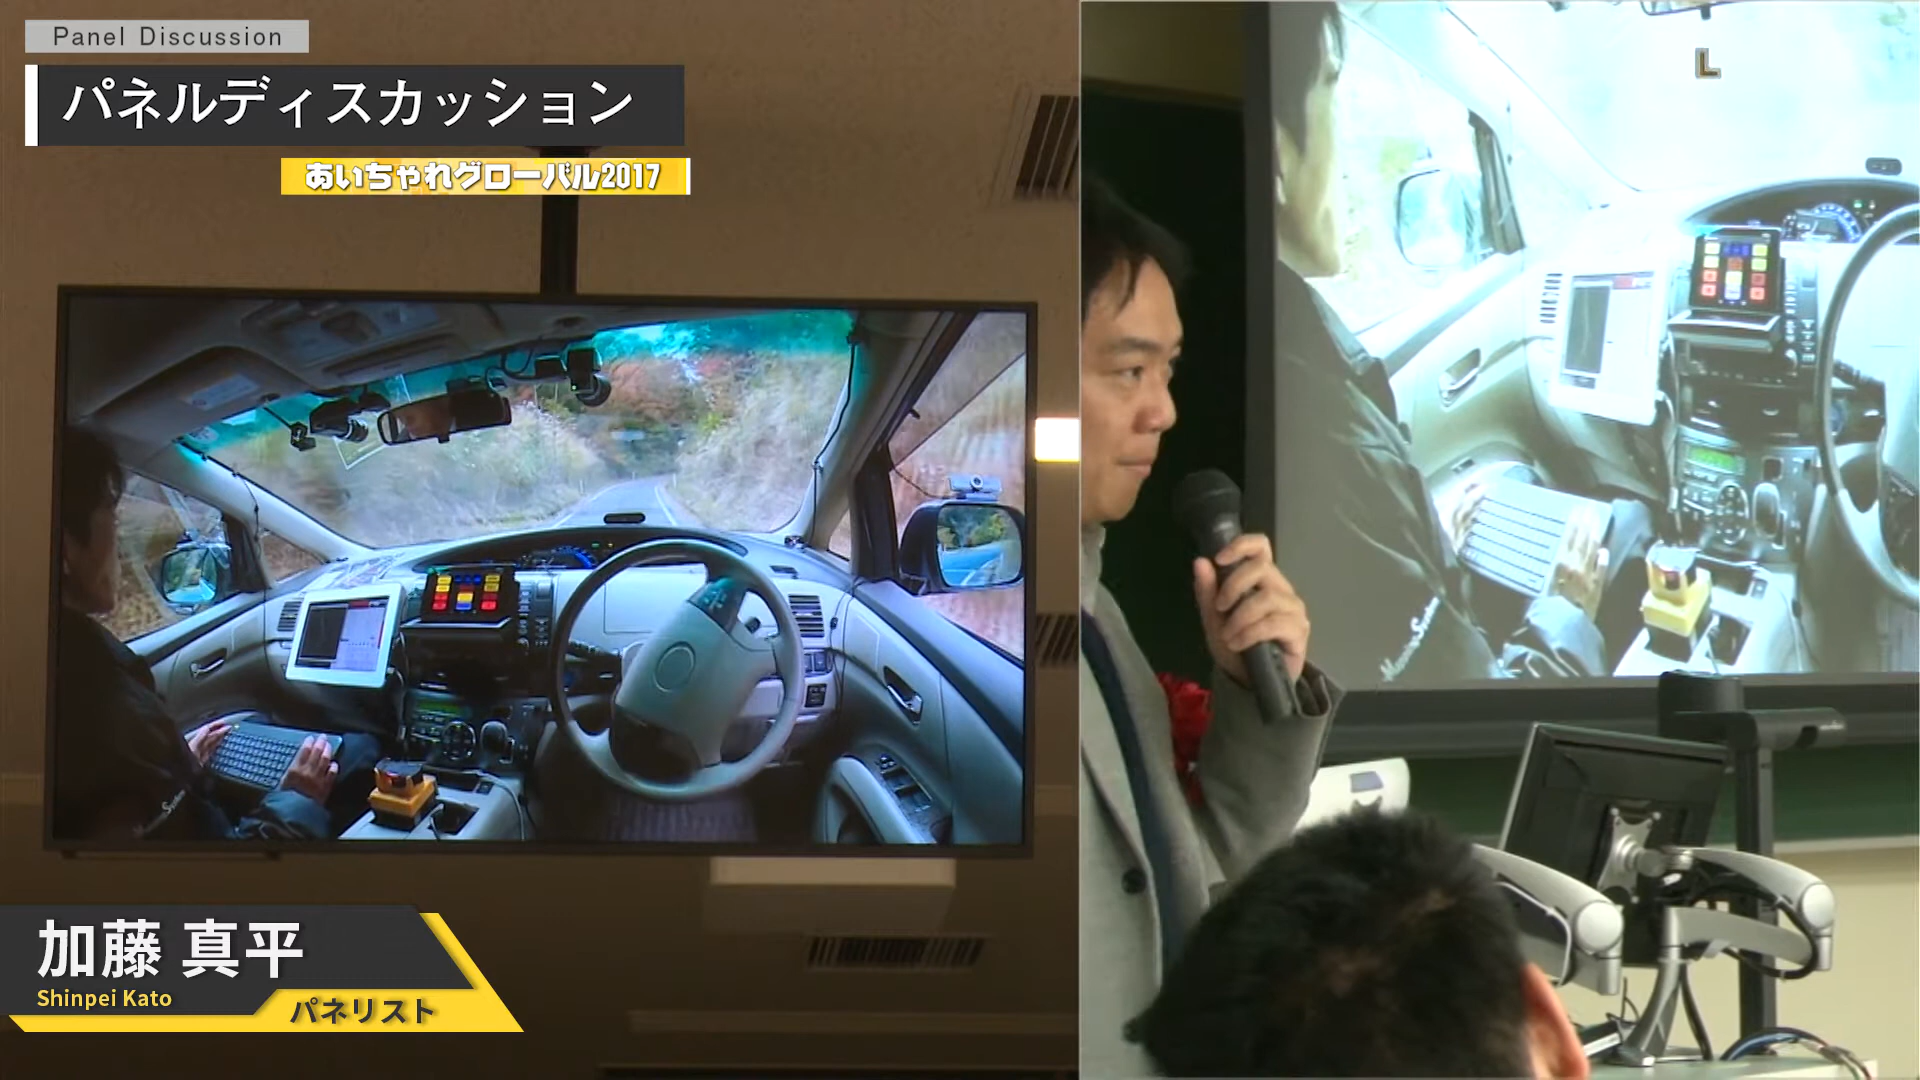 Panel Discussion
パネルディスカッション
あいちゃれグローバル2017
L
加藤 真平
Shinpei Kato
パネリスト